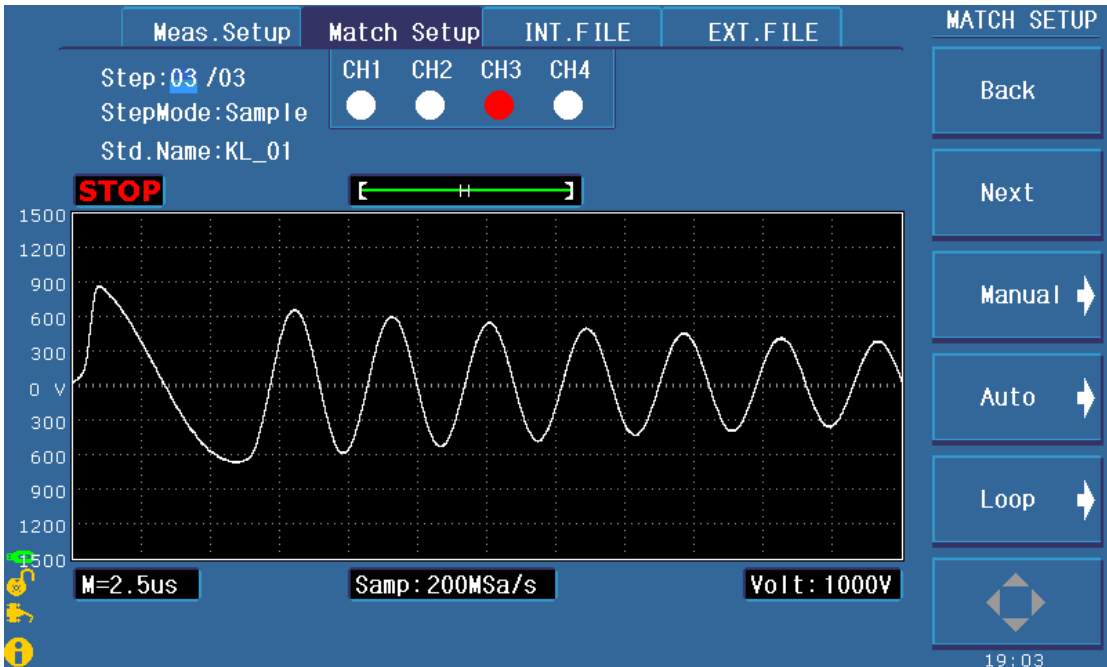 Meas.Setup Match Setup INT.FILE EXT.FILE MATCH SETUP
Step:03 /03
StepMode:Sample
Std.Name:KL_01
CH1 CH2 CH3 CH4
STOP
[ H ]
1500
1200
900
600
300
0 V
300
600
900
1200
1500
M=2.5us Samp:200MSa/s Volt:1000V
Back
Next
Manual
Auto
Loop
19:03